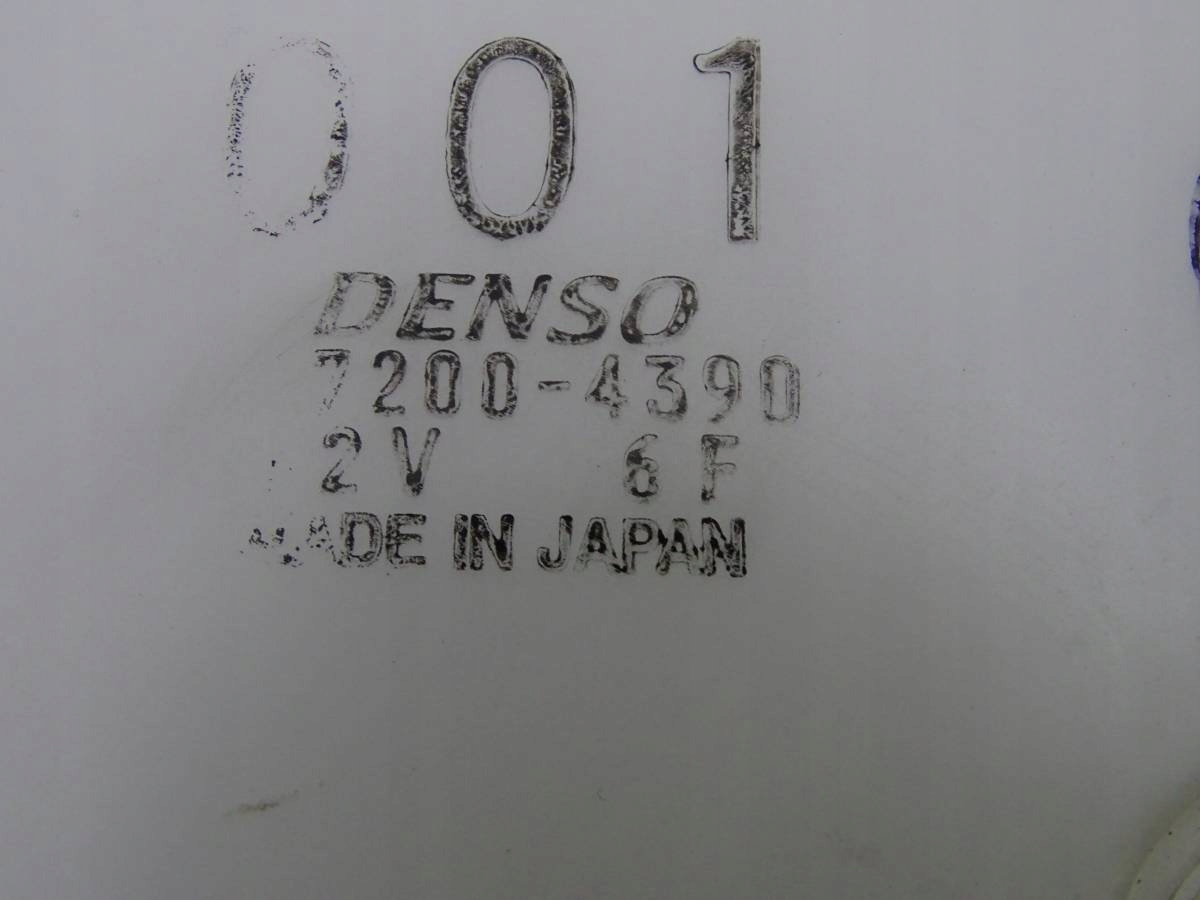 001
DENSO
7200-4390
2V 6F
MADE IN JAPAN